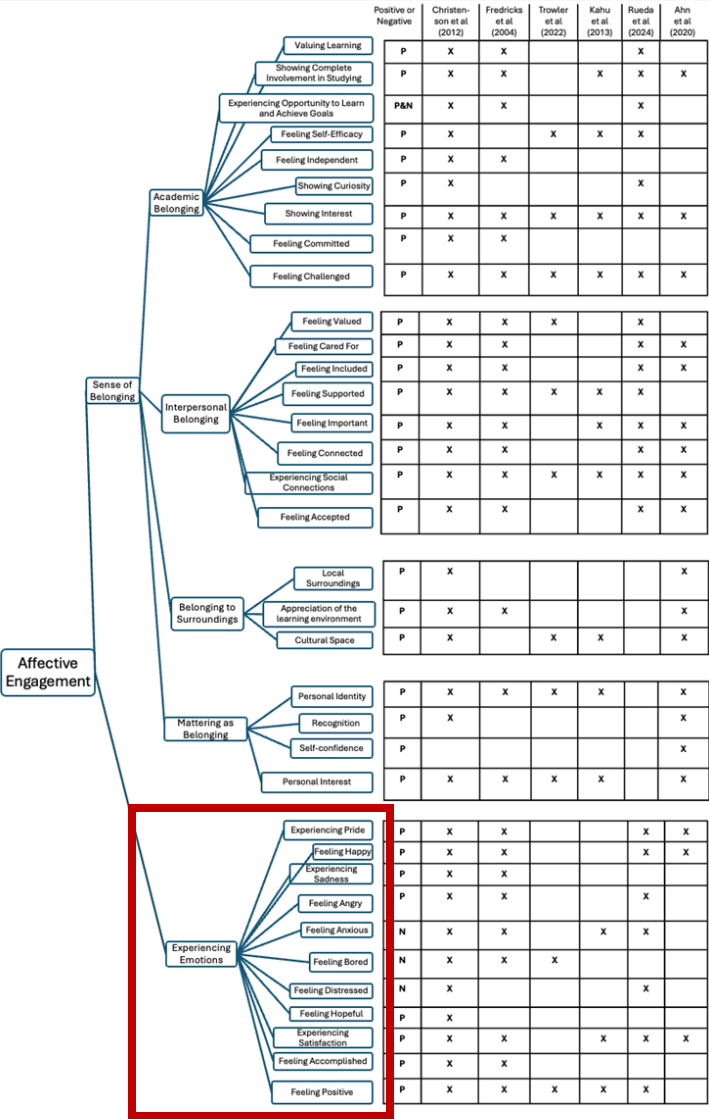 Positive or Negative Christen-son et al (2012) Fredricks et al (2004) Trowler et al (2022) Kahu et al (2013) Rueda et al (2024) Ahn et al (2020)
Affective Engagement
Sense of Belonging
Academic Belonging
Valuing Learning P X X X
Showing Complete Involvement in Studying P X X X X X
Experiencing Opportunity to Learn and Achieve Goals P&N X X X
Feeling Self-Efficacy P X X X X
Feeling Independent P X X
Showing Curiosity P X X
Showing Interest P X X X X X X
Feeling Committed P X X
Feeling Challenged P X X X X X X
Interpersonal Belonging
Feeling Valued P X X X X
Feeling Cared For P X X X X
Feeling Included P X X X X
Feeling Supported P X X X X X
Feeling Important P X X X X X
Feeling Connected P X X X X
Experiencing Social Connections P X X X X X X
Feeling Accepted P X X X X
Belonging to Surroundings
Local Surroundings P X X
Appreciation of the learning environment P X X X
Cultural Space P X X X X
Mattering as Belonging
Personal Identity P X X X X X
Recognition P X X
Self-confidence P X
Personal Interest P X X X X X
Experiencing Emotions
Experiencing Pride P X X X X
Feeling Happy P X X X X
Experiencing Sadness P X X
Feeling Angry P X X X
Feeling Anxious N X X X X
Feeling Bored N X X X
Feeling Distressed N X X
Feeling Hopeful P X
Experiencing Satisfaction P X X X X X
Feeling Accomplished P X X
Feeling Positive P X X X X X